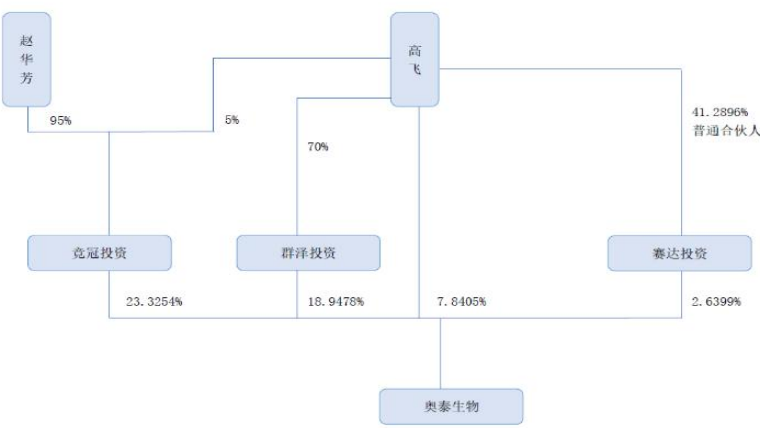 赵
华
芳
高
飞
95%
5%
70%
41.2896%
普通合伙人
竞冠投资
群泽投资
赛达投资
23.3254%
18.9478%
7.8405%
2.6399%
奥泰生物